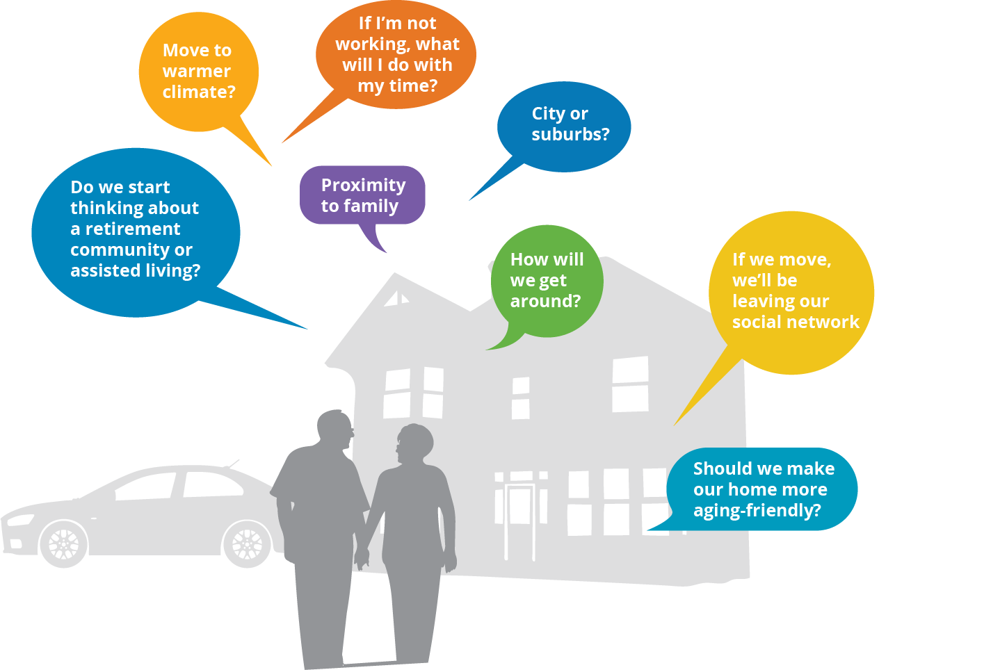 If I’m not
working, what
will I do with
my time?
Move to
warmer
climate?
City or
suburbs?
Do we start
thinking about
a retirement
community or
assisted living?
Proximity
to family
How will
we get
around?
If we move,
we’ll be
leaving our
social network
Should we make
our home more
aging-friendly?